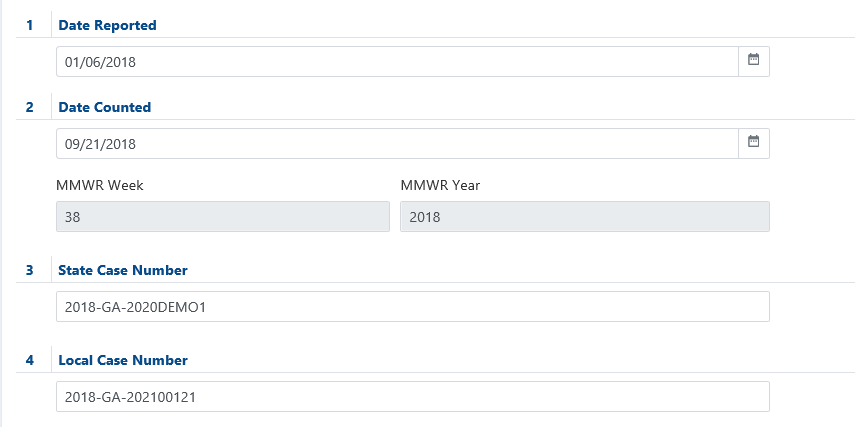 1 Date Reported
01/06/2018
2 Date Counted
09/21/2018
MMWR Week MMWR Year
38 2018
3 State Case Number
2018-GA-2020DEMO1
4 Local Case Number
2018-GA-202100121